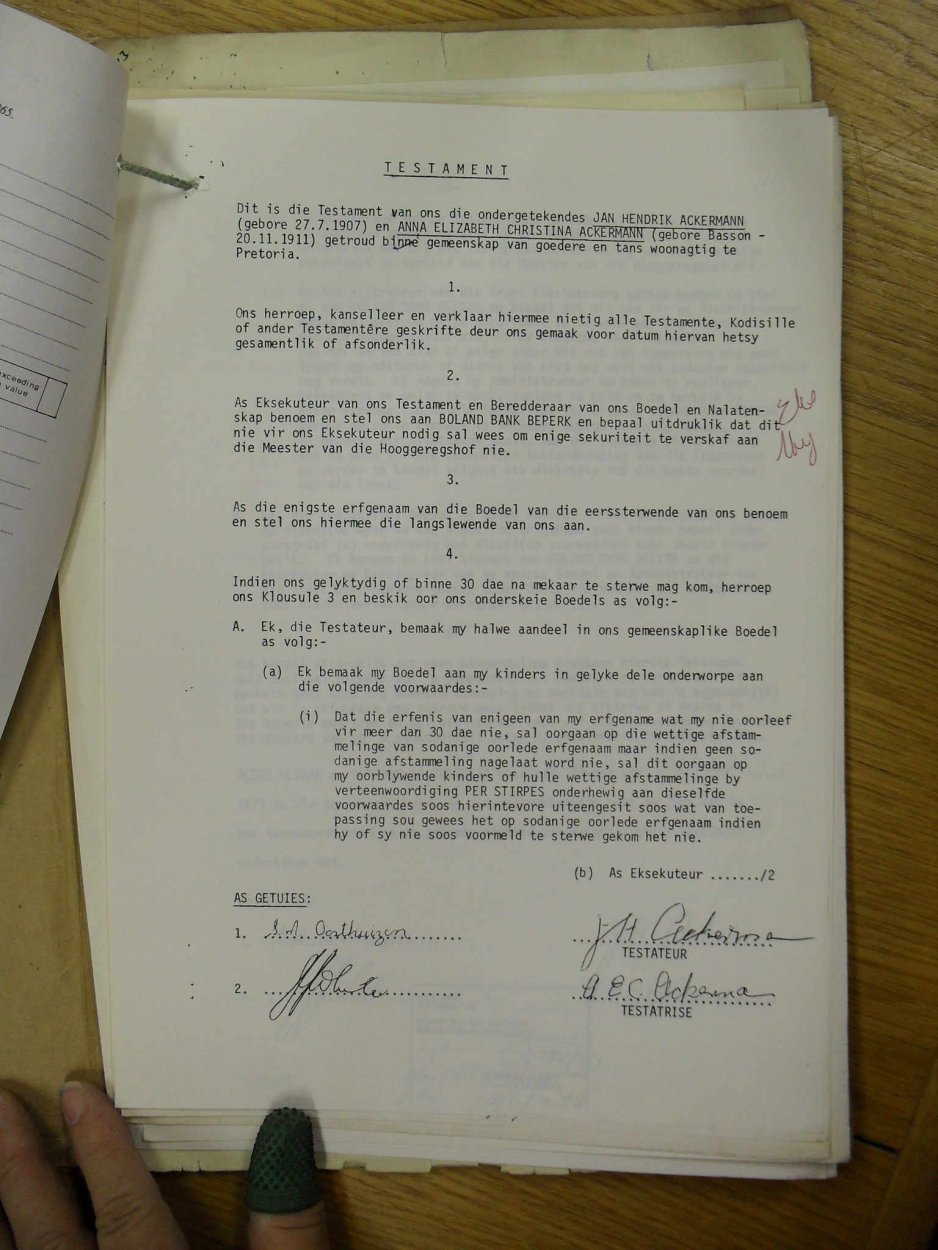 65.
exceeding
value
TESTAMENT
Dit is die Testament van ons die ondergetekendes JAN HENDRIK ACKERMANN
(gebore 27.7.1907) en ANNA ELIZABETH CHRISTINA ACKERMANN (gebore Basson -
20.11.1911) getroud binne gemeenskap van goedere en tans woonagtig te
Pretoria.
1.
Ons herroep, kanselleer en verklaar hiermee nietig alle Testamente, Kodisille
of ander Testamentêre geskrifte deur ons gemaak voor datum hiervan hetsy
gesamentlik of afsonderlik.
2.
As Eksekuteur van ons Testament en Beredderaar van ons Boedel en Nalaten-
skap benoem en stel ons aan BOLAND BANK BEPERK en bepaal uitdruklik dat dit
nie vir ons Eksekuteur nodig sal wees om enige sekuriteit te verskaf aan
die Meester van die Hooggeregshof nie.
3.
As die enigste erfgenaam van die Boedel van die eerssterwende van ons benoem
en stel ons hiermee die langslewende van ons aan.
4.
Indien ons gelyktydig of binne 30 dae na mekaar te sterwe mag kom, herroep
ons Klousule 3 en beskik oor ons onderskeie Boedels as volg:-
A. Ek, die Testateur, bemaak my halwe aandeel in ons gemeenskaplike Boedel
as volg:-
(a) Ek bemaak my Boedel aan my kinders in gelyke dele onderworpe aan
die volgende voorwaardes:-
(i) Dat die erfenis van enigeen van my erfgename wat my nie oorleef
vir meer dan 30 dae nie, sal oorgaan op die wettige afstam-
melinge van sodanige oorlede erfgenaam maar indien geen so-
danige afstammeling nagelaat word nie, sal dit oorgaan op
my oorblywende kinders of hulle wettige afstammelinge by
verteenwoordiging PER STIRPES onderhewig aan dieselfde
voorwaardes soos hierintevore uiteengesit soos wat van toe-
passing sou gewees het op sodanige oorlede erfgenaam indien
hy of sy nie soos voormeld te sterwe gekom het nie.
(b) As Eksekuteur ......./2
AS GETUIES:
1. S.A. Oosthuizen
J H Ackerma
TESTATEUR
2.
A E C Ackerma
TESTATRISE